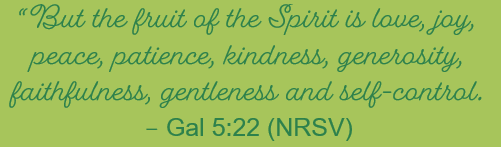 “But the fruit of the Spirit is love, joy,
peace, patience, kindness, generosity,
faithfulness, gentleness and self-control.
– Gal 5:22 (NRSV)